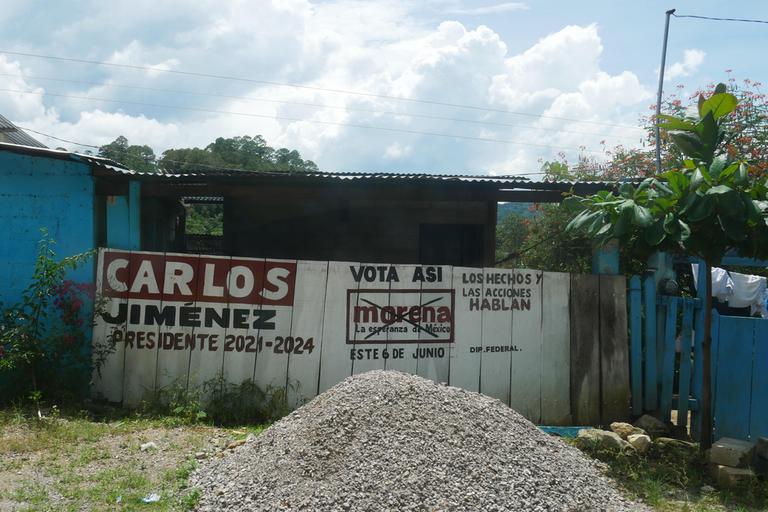 CARLOS
JIMÉNEZ
PRESIDENTE 2021-2024
VOTA ASI
morena
La esperanza de México
ESTE 6 DE JUNIO
LOS HECHOS Y
LAS ACCIONES
HABLAN
DIP. FEDERAL.